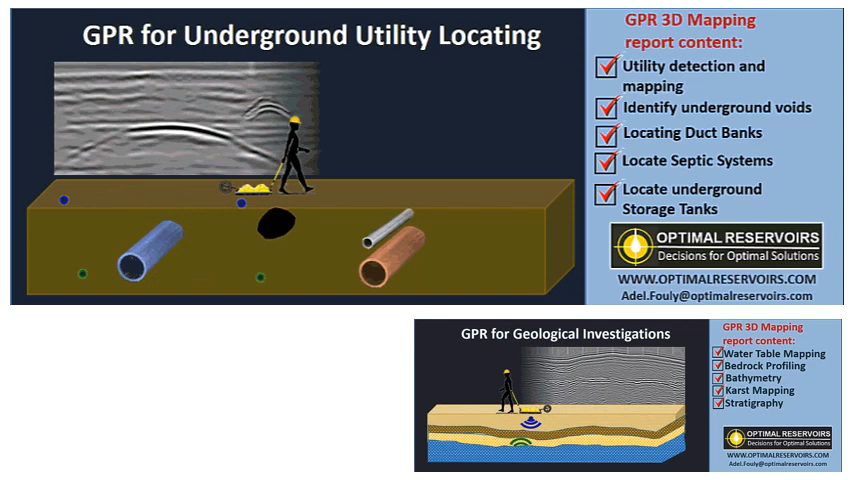 GPR for Underground Utility Locating
GPR 3D Mapping
report content:
Utility detection and
mapping
Identify underground voids
Locating Duct Banks
Locate Septic Systems
Locate underground
Storage Tanks
OPTIMAL RESERVOIRS
Decisions for Optimal Solutions
WWW.OPTIMALRESERVOIRS.COM
Adel.Fouly@optimalreservoirs.com
GPR for Geological Investigations
GPR 3D Mapping
report content:
Water Table Mapping
Bedrock Profiling
Bathymetry
Karst Mapping
Stratigraphy
OPTIMAL RESERVOIRS
Decisions for Optimal Solutions
WWW.OPTIMALRESERVOIRS.COM
Adel.Fouly@optimalreservoirs.com